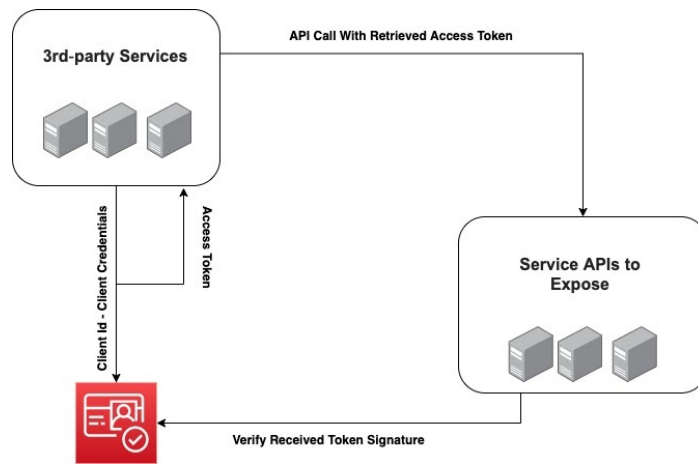 API Call With Retrieved Access Token
3rd-party Services
Client Id - Client Credentials
Access Token
Service APIs to
Expose
Verify Received Token Signature